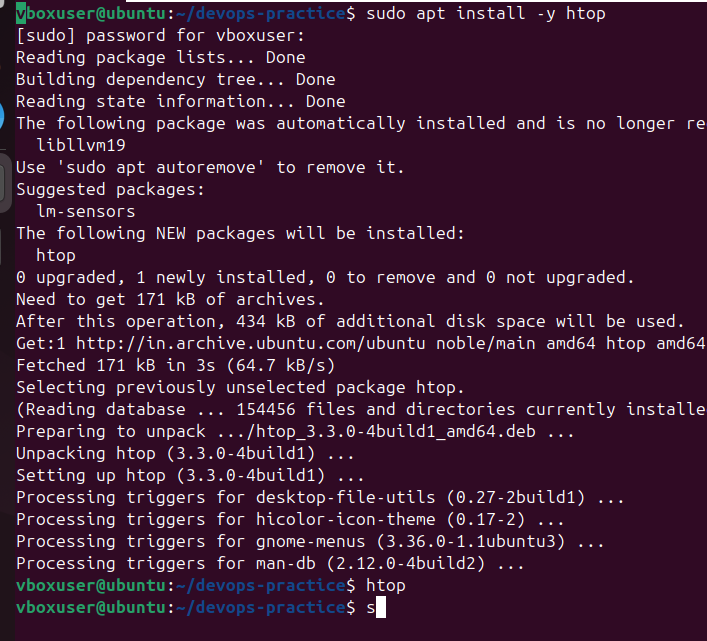 vboxuser@ubuntu:~/devops-practice$ sudo apt install -y htop
[sudo] password for vboxuser:
Reading package lists... Done
Building dependency tree... Done
Reading state information... Done
The following package was automatically installed and is no longer re
  libllvm19
Use 'sudo apt autoremove' to remove it.
Suggested packages:
  lm-sensors
The following NEW packages will be installed:
  htop
0 upgraded, 1 newly installed, 0 to remove and 0 not upgraded.
Need to get 171 kB of archives.
After this operation, 434 kB of additional disk space will be used.
Get:1 http://in.archive.ubuntu.com/ubuntu noble/main amd64 htop amd64
Fetched 171 kB in 3s (64.7 kB/s)
Selecting previously unselected package htop.
(Reading database ... 154456 files and directories currently installe
Preparing to unpack .../htop_3.3.0-4build1_amd64.deb ...
Unpacking htop (3.3.0-4build1) ...
Setting up htop (3.3.0-4build1) ...
Processing triggers for desktop-file-utils (0.27-2build1) ...
Processing triggers for hicolor-icon-theme (0.17-2) ...
Processing triggers for gnome-menus (3.36.0-1.1ubuntu3) ...
Processing triggers for man-db (2.12.0-4build2) ...
vboxuser@ubuntu:~/devops-practice$ htop
vboxuser@ubuntu:~/devops-practice$ s